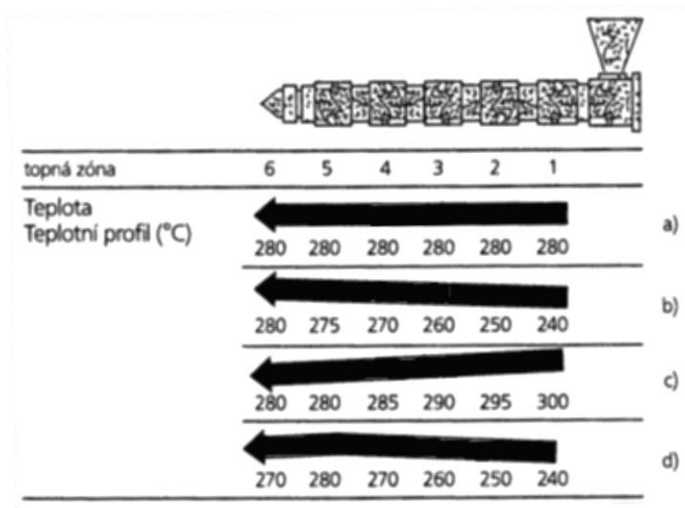 topná zóna 6 5 4 3 2 1
Teplota
Teplotní profil (°C)
a)
280 280 280 280 280 280
b)
280 275 270 260 250 240
c)
280 280 285 290 295 300
d)
270 280 270 260 250 240